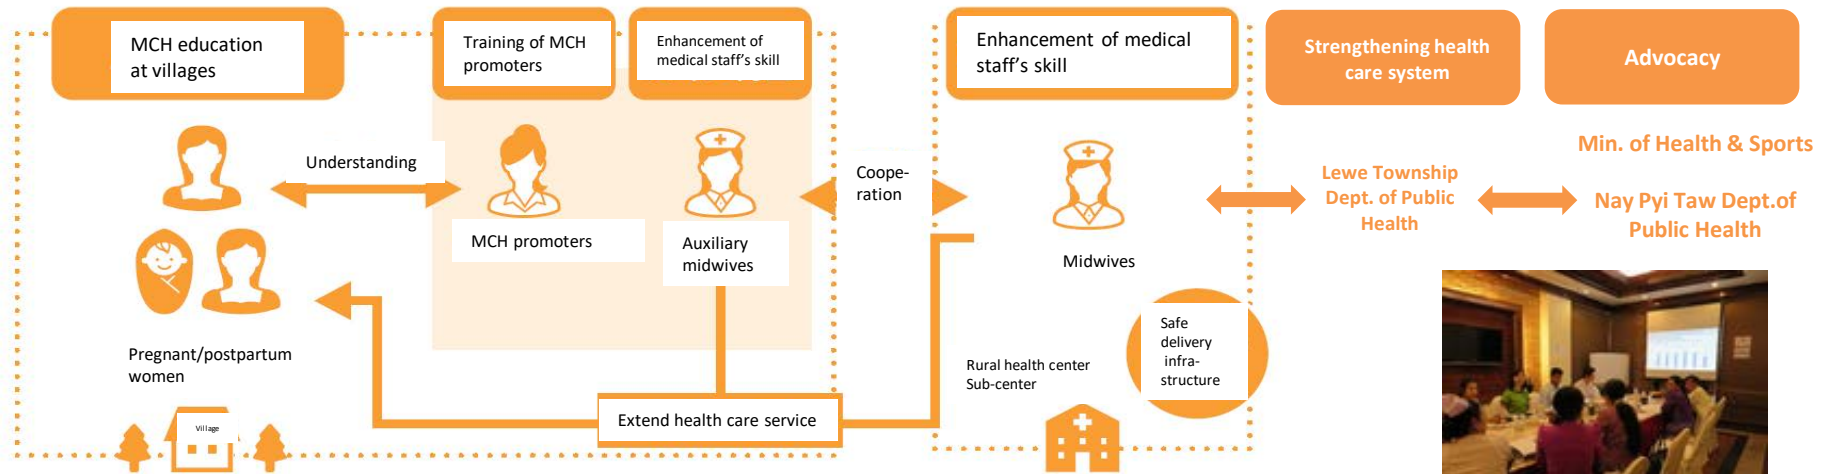 MCH education
at villages
Training of MCH
promoters
Enhancement of
medical staff's skill
Enhancement of medical
staff's skill
Strengthening health
care system
Advocacy
Understanding
MCH promoters
Auxiliary
midwives
Coope-
ration
Midwives
Lewe Township
Dept. of Public
Health
Min. of Health & Sports
Nay Pyi Taw Dept.of
Public Health
Pregnant/postpartum
women
Village
Extend health care service
Rural health center
Sub-center
Safe
delivery
infra-
structure